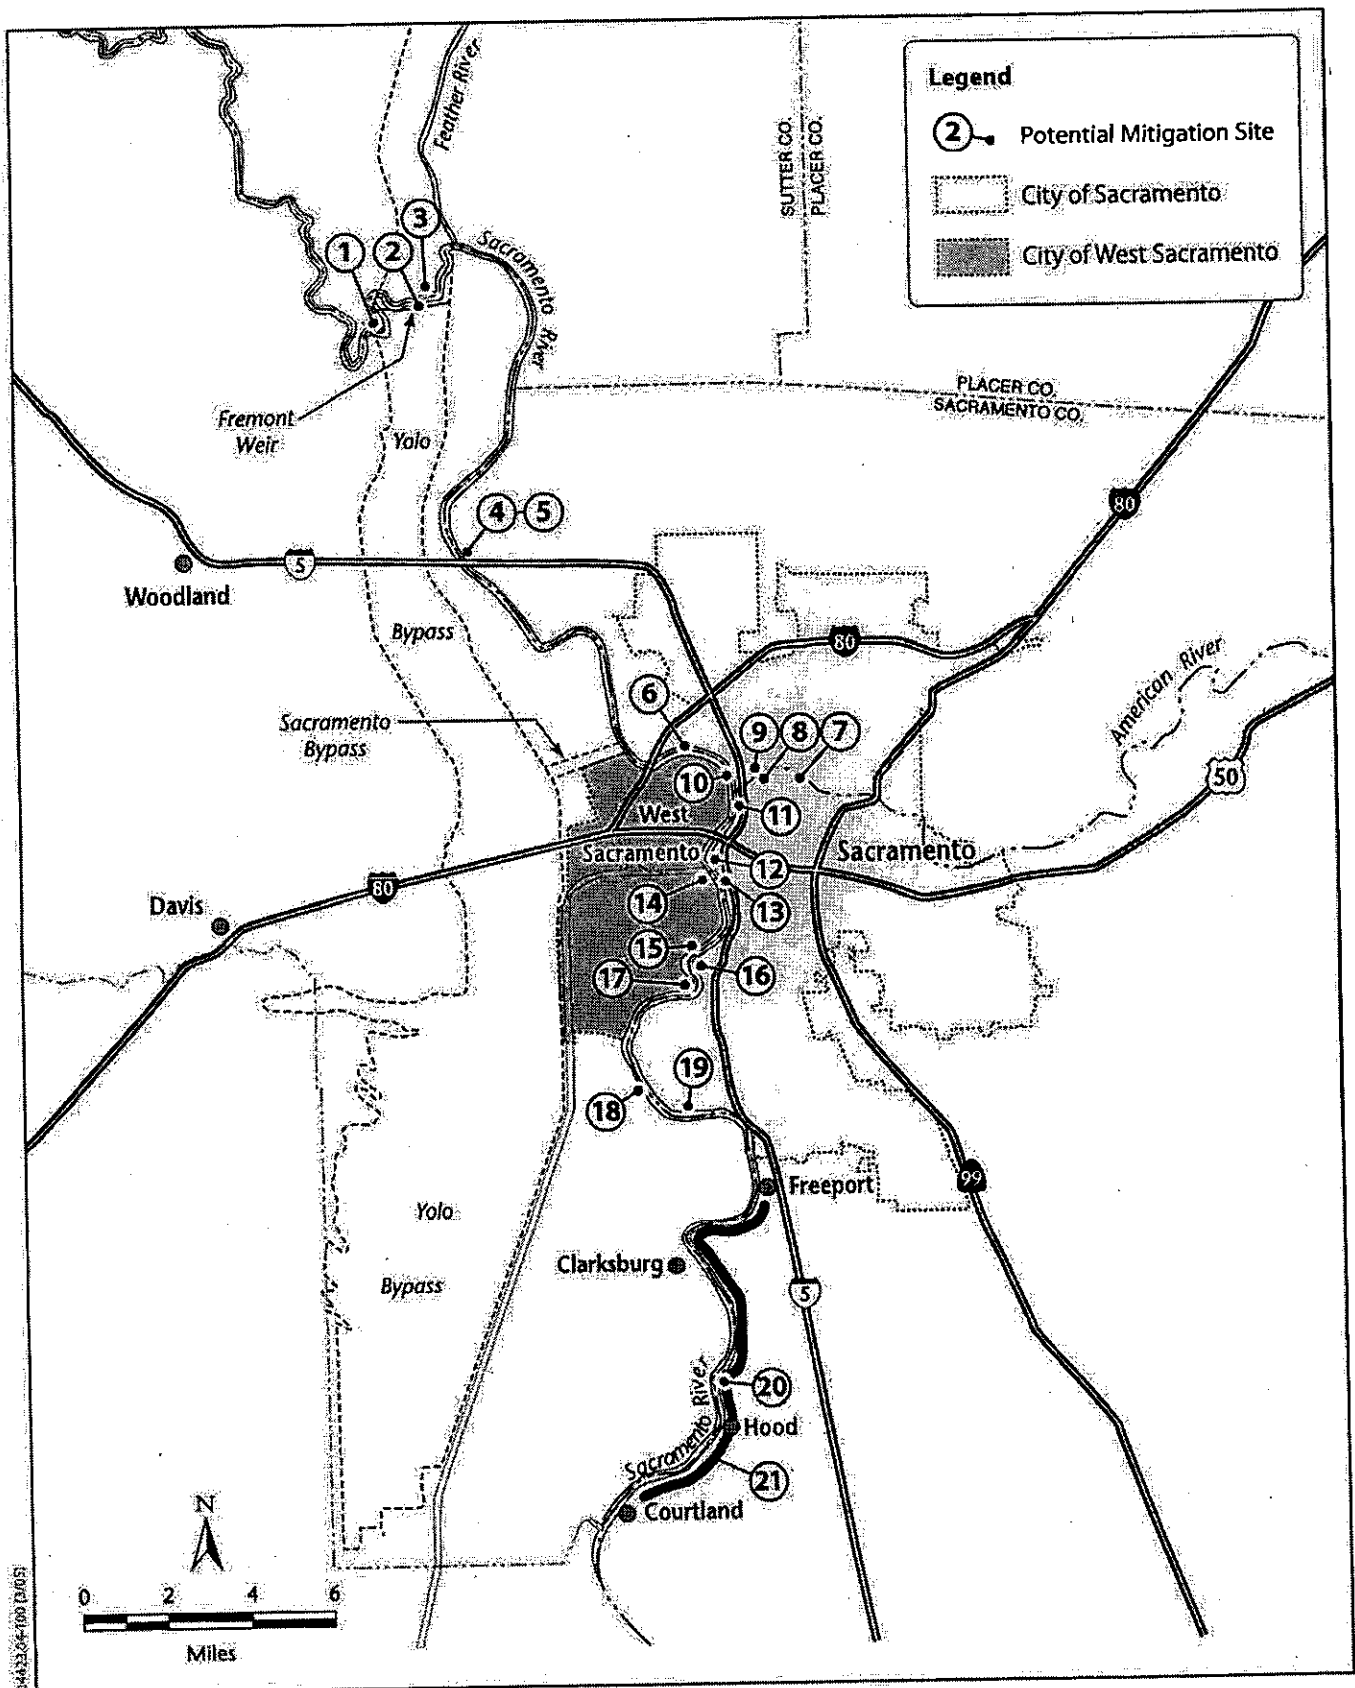 Legend
2 Potential Mitigation Site
City of Sacramento
City of West Sacramento
Feather River
SUTTER CO.
PLACER CO.
3
1 2
Sacramento River
PLACER CO.
SACRAMENTO CO.
Fremont
Weir
Yolo
80
4 5
5
Woodland
Bypass
80
American River
6
Sacramento
Bypass
9 8 7
50
10
West
11
Sacramento
Sacramento
12
80
14
13
Davis
15
17
16
19
18
99
Freeport
Yolo
Clarksburg
Bypass
5
Sacramento River
20
Hood
21
Courtland
N
0 2 4 6
Miles